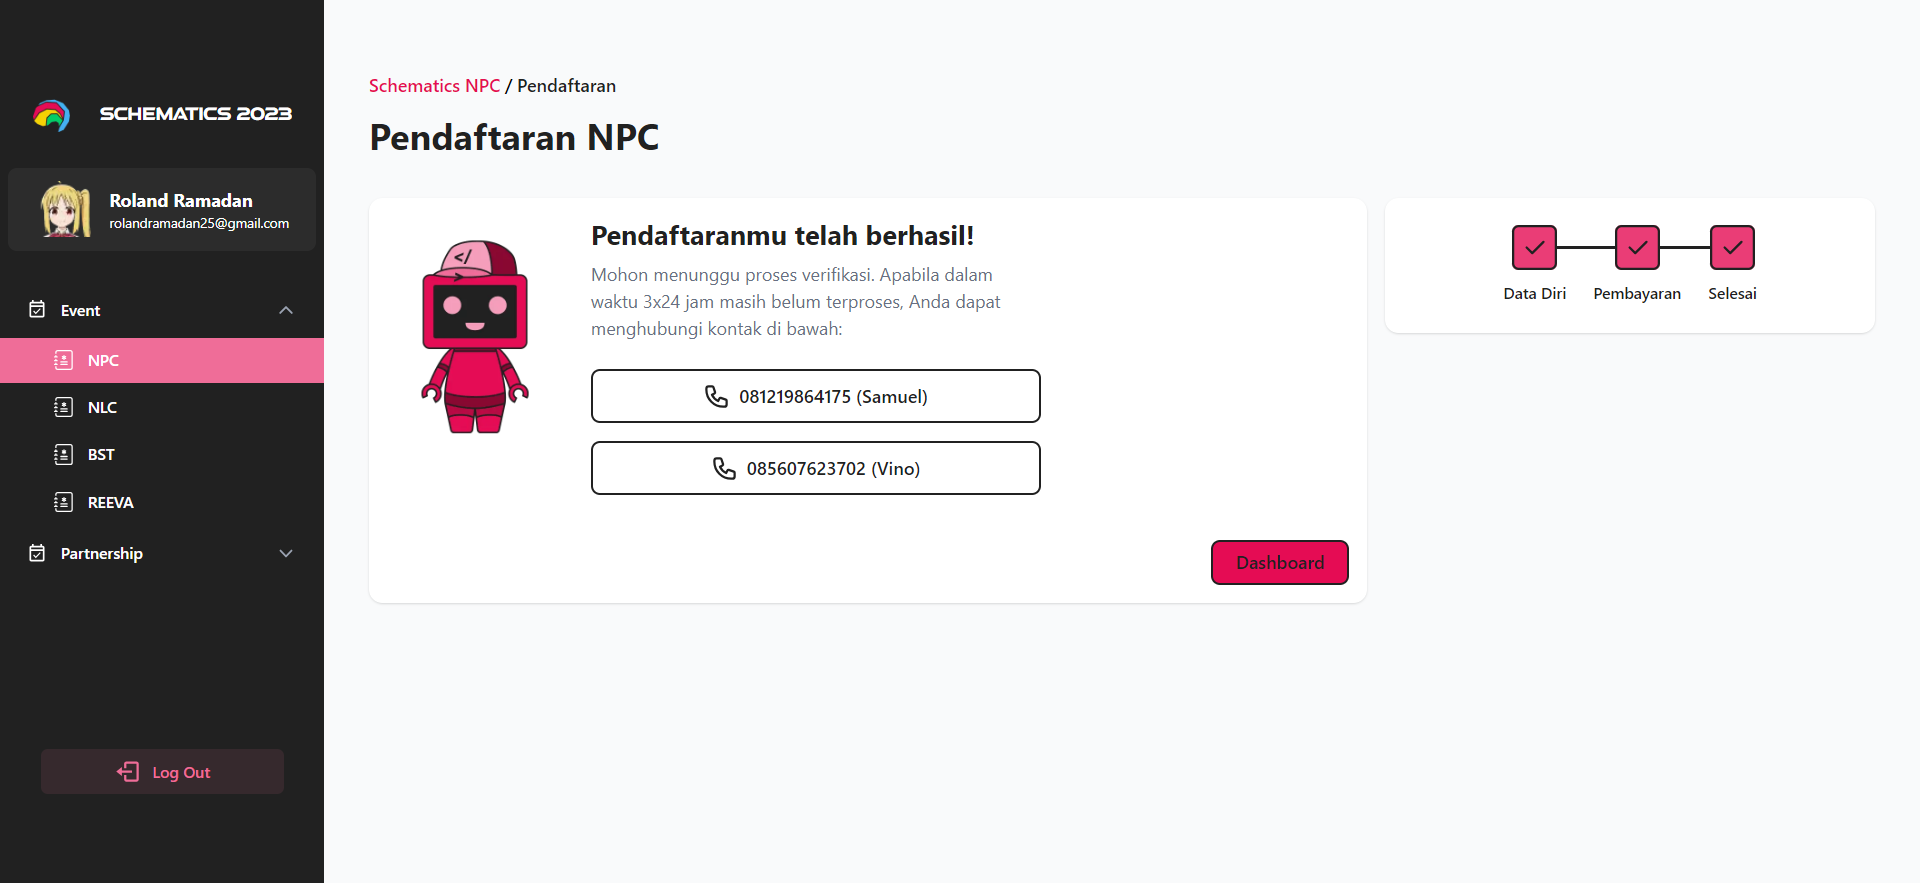 SCHEMATICS 2023
Roland Ramadan
rolandramadan25@gmail.com
Event
NPC
NLC
BST
REEVA
Partnership
Log Out
Schematics NPC / Pendaftaran
Pendaftaran NPC
</>
Pendaftaranmu telah berhasil!
Mohon menunggu proses verifikasi. Apabila dalam
waktu 3x24 jam masih belum terproses, Anda dapat
menghubungi kontak di bawah:
081219864175 (Samuel)
085607623702 (Vino)
Dashboard
Data Diri
Pembayaran
Selesai